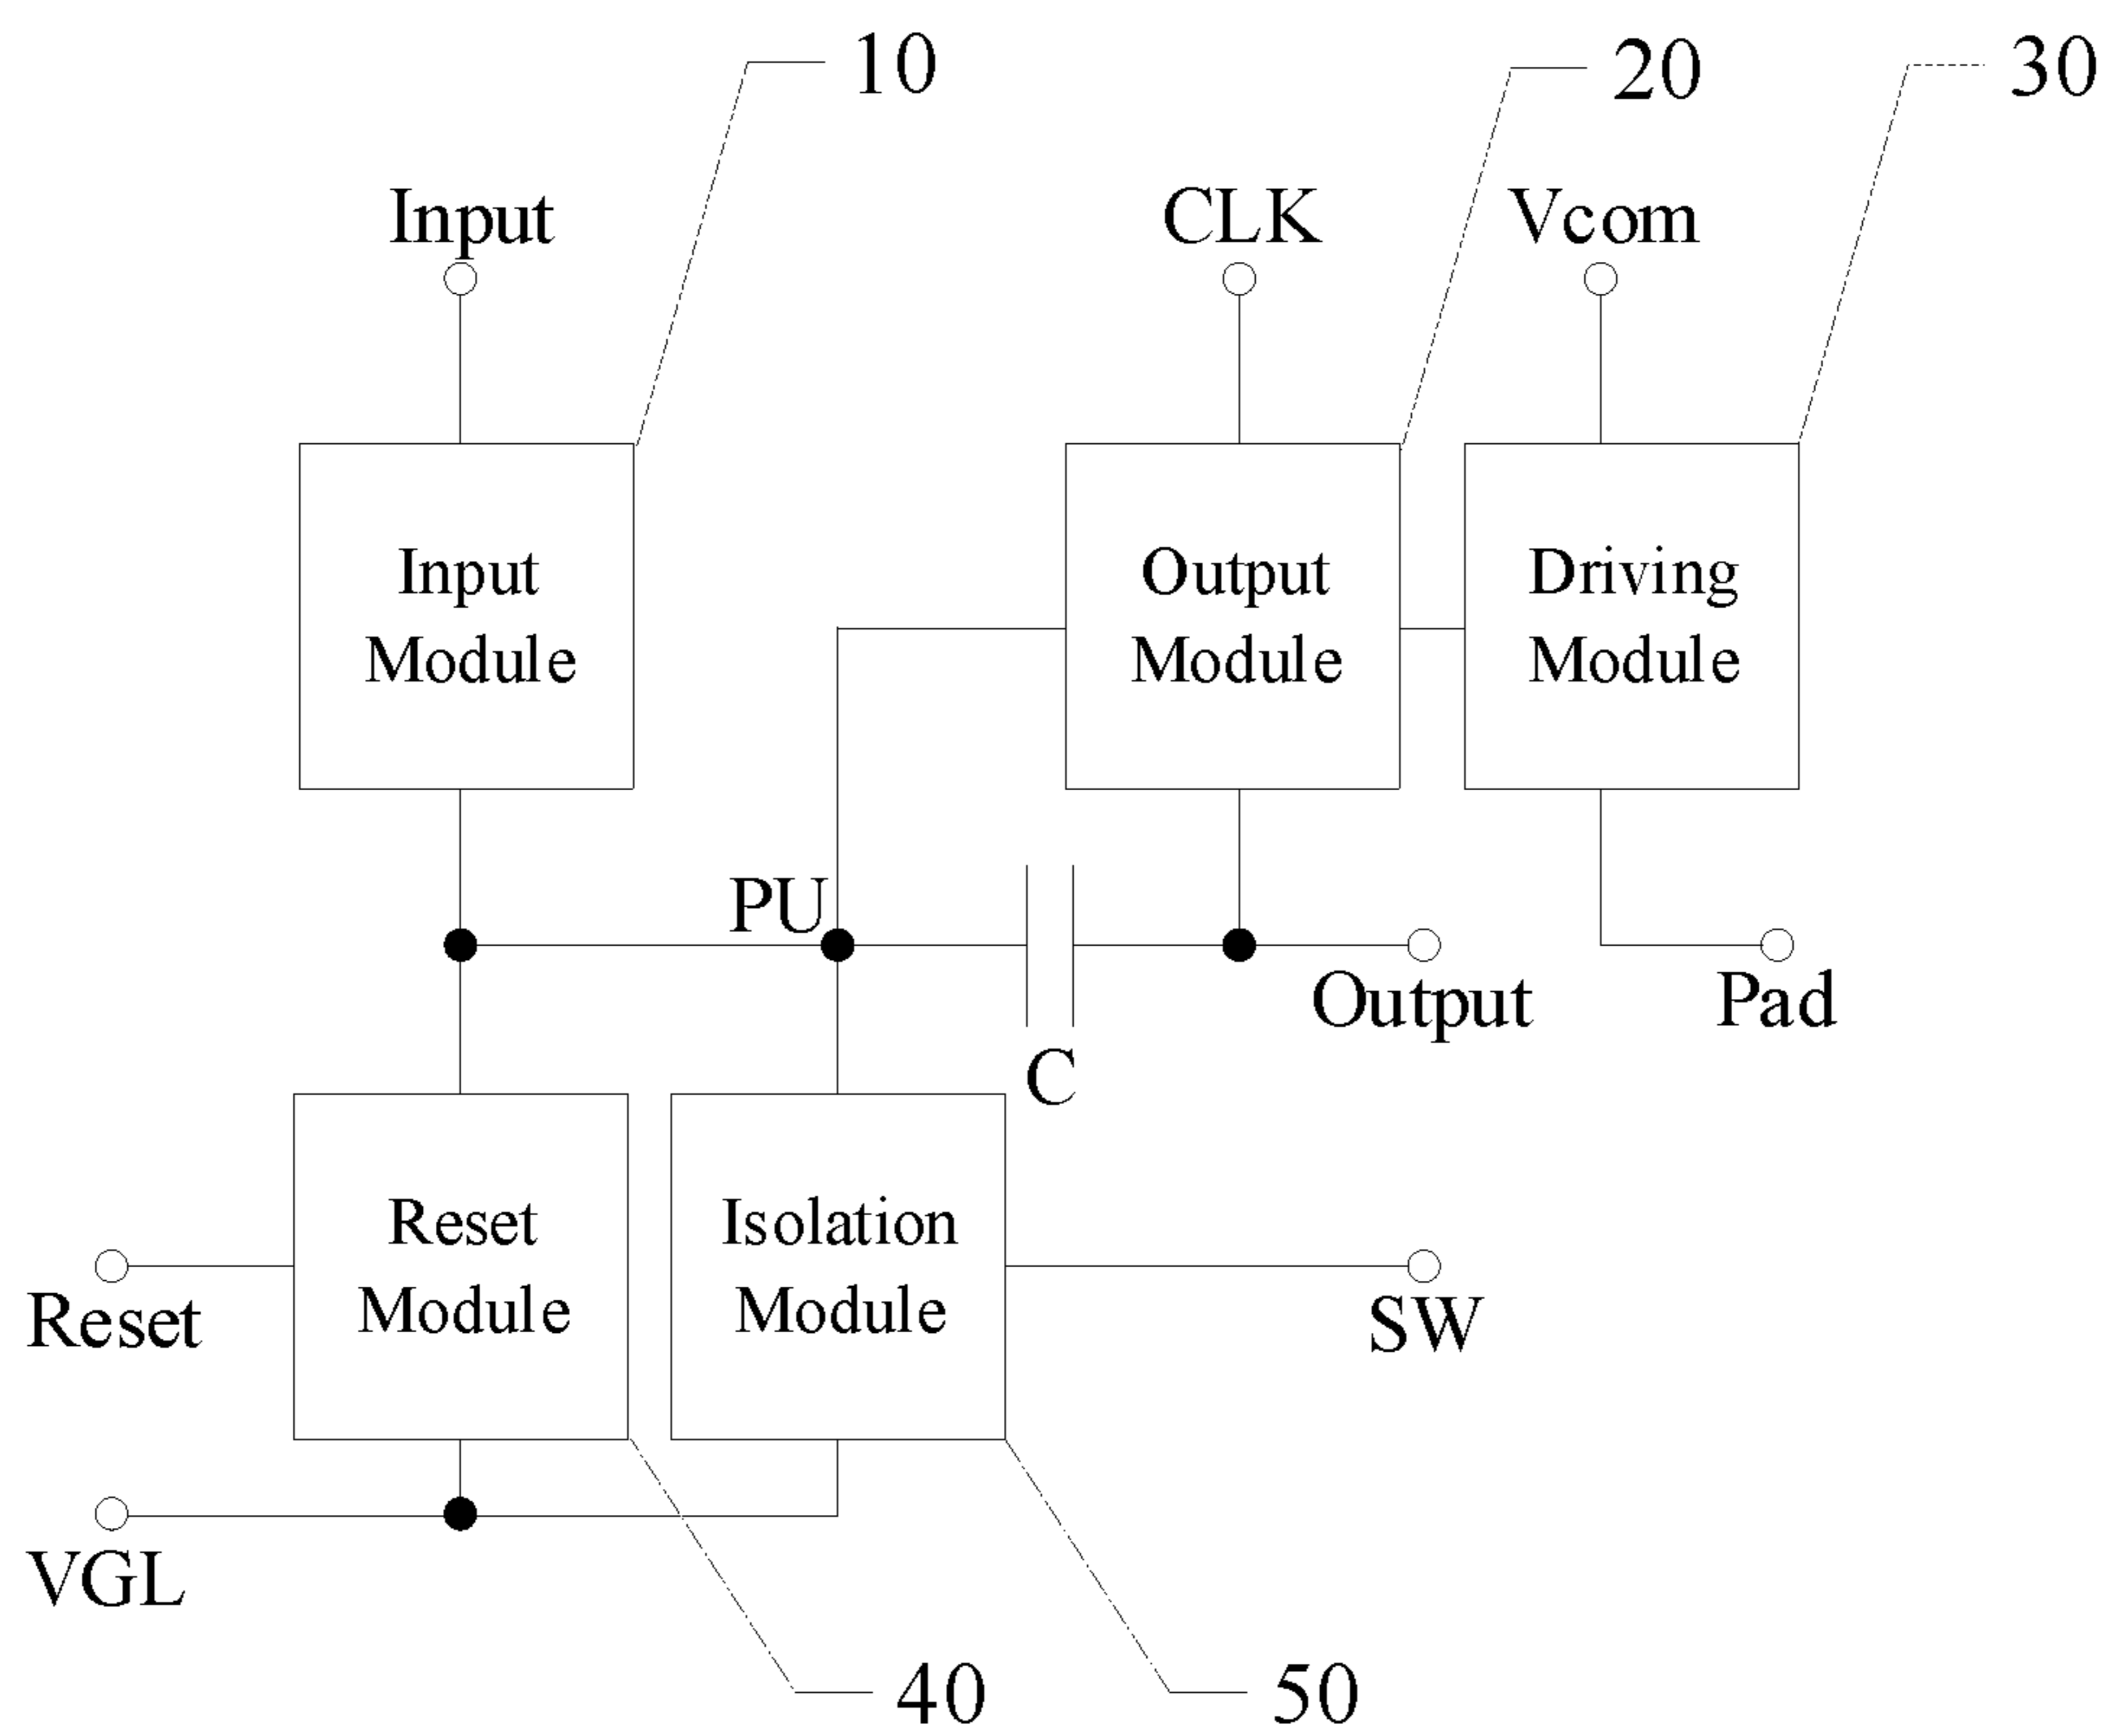 10
20
30
Input
CLK
Vcom
Input
Module
Output
Module
Driving
Module
PU
Output
Pad
C
Reset
Module
Isolation
Module
Reset
SW
VGL
40
50